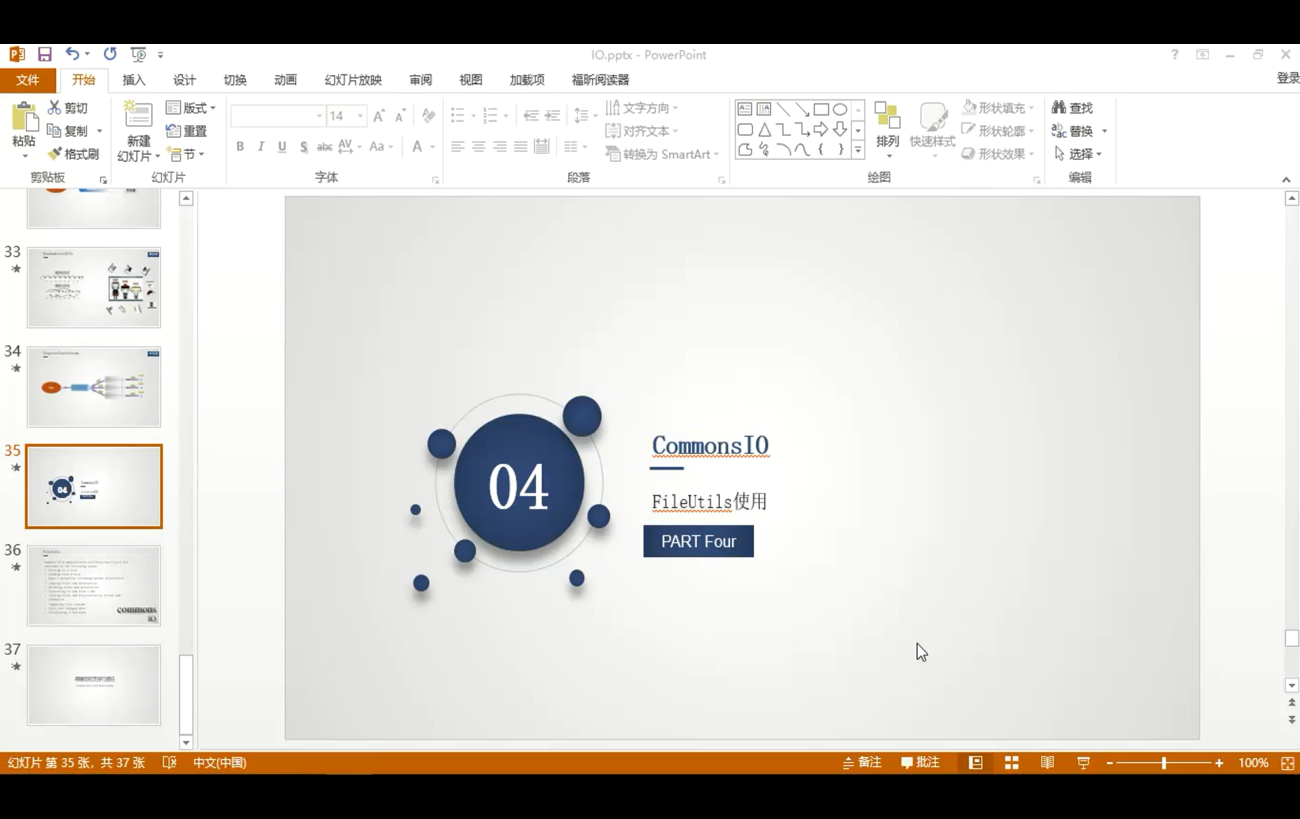 IO.pptx - PowerPoint
文件 开始 插入 设计 切换 动画 幻灯片放映 审阅 视图 加载项 福昕阅读器 登录
粘贴
剪切
复制
格式刷
剪贴板
新建
幻灯片
版式
重置
节
幻灯片
14
B I U S abc AV Aa A
字体
文字方向
对齐文本
转换为 SmartArt
段落
排列
快速样式
形状填充
形状轮廓
形状效果
绘图
查找
替换
选择
编辑
33
34
35
04
36
commons
IO
37
04
CommonsIO
FileUtils使用
PART Four
幻灯片 第 35 张，共 37 张 中文(中国) 备注 批注 100%